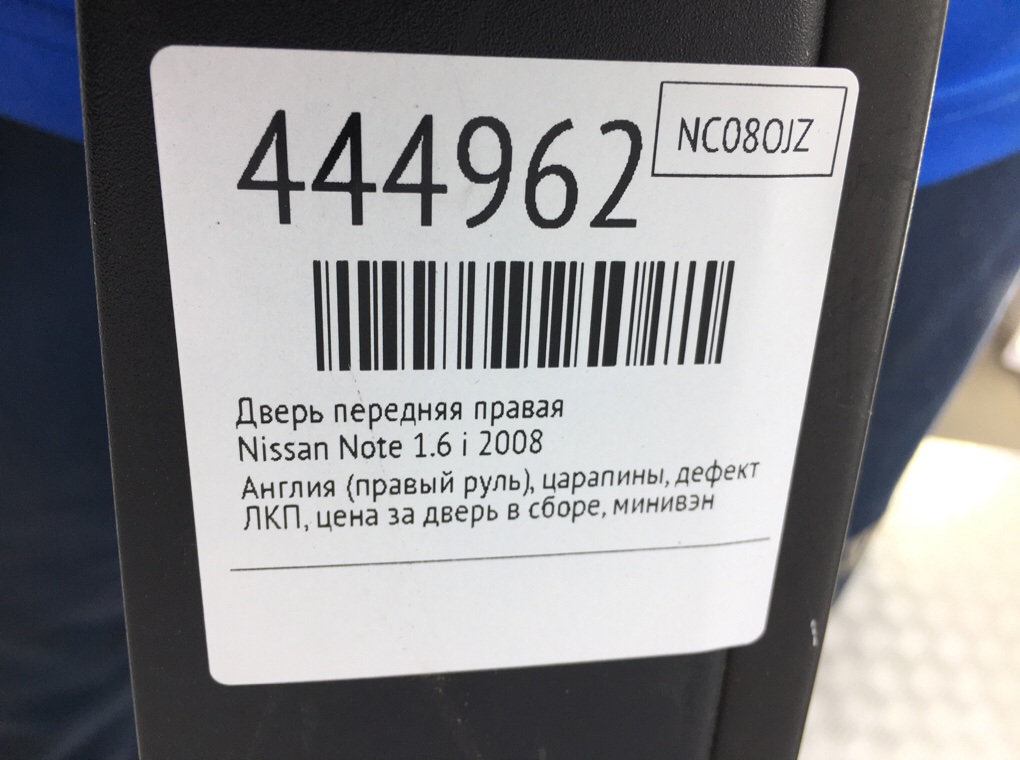 444962
NC08OJZ
Дверь передняя правая
Nissan Note 1.6 i 2008
Англия (правый руль), царапины, дефект
ЛКП, цена за дверь в сборе, минивэн